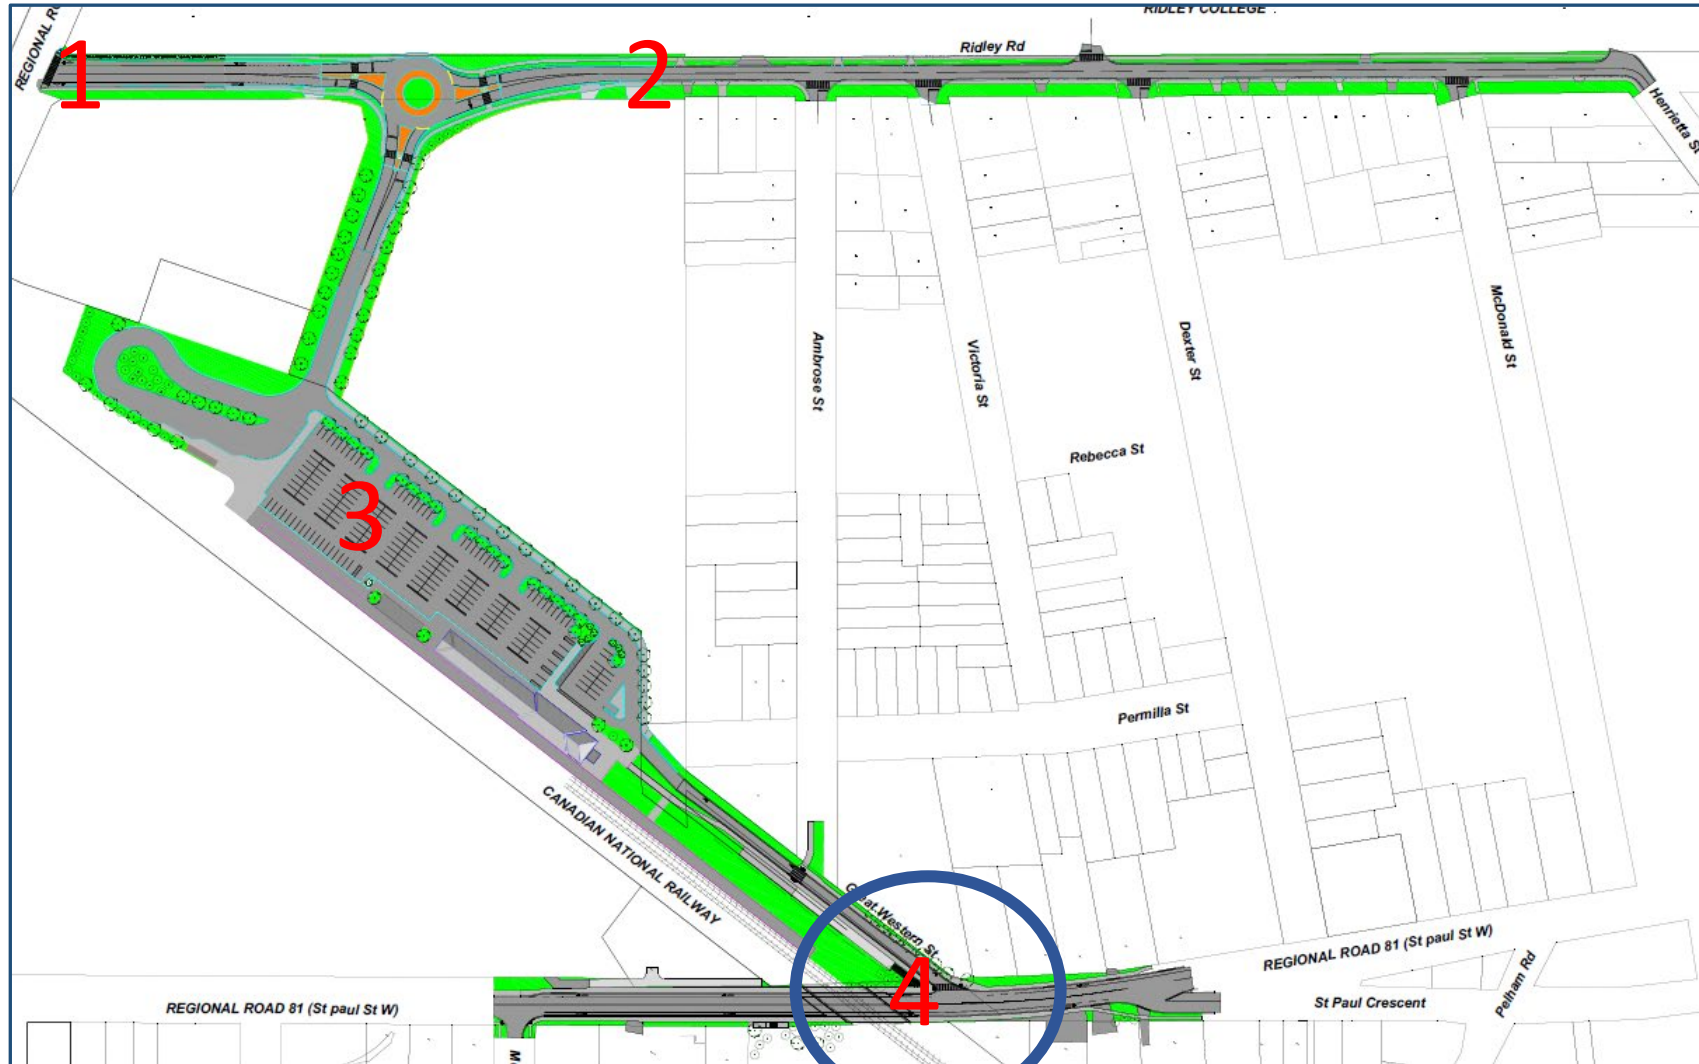 RIDLEY COLLEGE
REGIONAL RO
1
2
Ridley Rd
Henrietta St
Ambrose St
Victoria St
Dexter St
McDonald St
Rebecca St
3
Permilla St
CANADIAN NATIONAL RAILWAY
Great Western St
4
REGIONAL ROAD 81 (St paul St W)
REGIONAL ROAD 81 (St paul St W)
St Paul Crescent
Pelham Rd
M